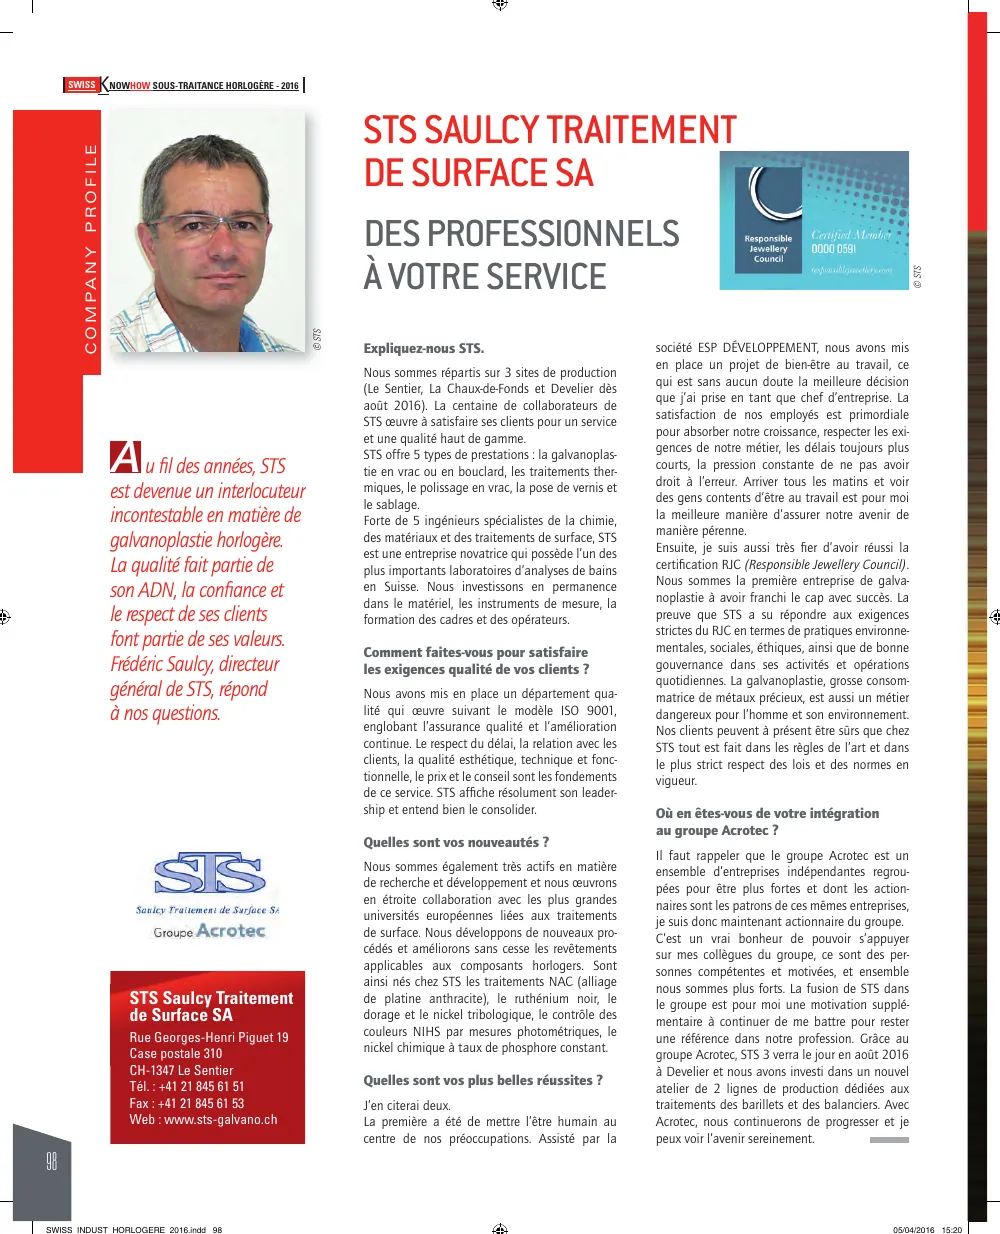 SWISS KNOWHOW SOUS-TRAITANCE HORLOGÈRE - 2016
COMPANY PROFILE
© STS
STS SAULCY TRAITEMENT
DE SURFACE SA
DES PROFESSIONNELS
À VOTRE SERVICE
Responsible
Jewellery
Council
Certified Member
0000 0591
responsiblejewellery.com
© STS
Au fil des années, STS
est devenue un interlocuteur
incontestable en matière de
galvanoplastie horlogère.
La qualité fait partie de
son ADN, la confiance et
le respect de ses clients
font partie de ses valeurs.
Frédéric Saulcy, directeur
général de STS, répond
à nos questions.
STS
Saulcy Traitement de Surface SA
Groupe Acrotec
STS Saulcy Traitement
de Surface SA
Rue Georges-Henri Piguet 19
Case postale 310
CH-1347 Le Sentier
Tél. : +41 21 845 61 51
Fax : +41 21 845 61 53
Web : www.sts-galvano.ch
Expliquez-nous STS.
Nous sommes répartis sur 3 sites de production
(Le Sentier, La Chaux-de-Fonds et Develier dès
août 2016). La centaine de collaborateurs de
STS œuvre à satisfaire ses clients pour un service
et une qualité haut de gamme.
STS offre 5 types de prestations : la galvanoplas-
tie en vrac ou en bouclard, les traitements ther-
miques, le polissage en vrac, la pose de vernis et
le sablage.
Forte de 5 ingénieurs spécialistes de la chimie,
des matériaux et des traitements de surface, STS
est une entreprise novatrice qui possède l'un des
plus importants laboratoires d'analyses de bains
en Suisse. Nous investissons en permanence
dans le matériel, les instruments de mesure, la
formation des cadres et des opérateurs.
Comment faites-vous pour satisfaire
les exigences qualité de vos clients ?
Nous avons mis en place un département qua-
lité qui œuvre suivant le modèle ISO 9001,
englobant l'assurance qualité et l'amélioration
continue. Le respect du délai, la relation avec les
clients, la qualité esthétique, technique et fonc-
tionnelle, le prix et le conseil sont les fondements
de ce service. STS affiche résolument son leader-
ship et entend bien le consolider.
Quelles sont vos nouveautés ?
Nous sommes également très actifs en matière
de recherche et développement et nous œuvrons
en étroite collaboration avec les plus grandes
universités européennes liées aux traitements
de surface. Nous développons de nouveaux pro-
cédés et améliorons sans cesse les revêtements
applicables aux composants horlogers. Sont
ainsi nés chez STS les traitements NAC (alliage
de platine anthracite), le ruthénium noir, le
dorage et le nickel tribologique, le contrôle des
couleurs NIHS par mesures photométriques, le
nickel chimique à taux de phosphore constant.
Quelles sont vos plus belles réussites ?
J'en citerai deux.
La première a été de mettre l'être humain au
centre de nos préoccupations. Assisté par la
société ESP DÉVELOPPEMENT, nous avons mis
en place un projet de bien-être au travail, ce
qui est sans aucun doute la meilleure décision
que j'ai prise en tant que chef d'entreprise. La
satisfaction de nos employés est primordiale
pour absorber notre croissance, respecter les exi-
gences de notre métier, les délais toujours plus
courts, la pression constante de ne pas avoir
droit à l'erreur. Arriver tous les matins et voir
des gens contents d'être au travail est pour moi
la meilleure manière d'assurer notre avenir de
manière pérenne.
Ensuite, je suis aussi très fier d'avoir réussi la
certification RJC (Responsible Jewellery Council).
Nous sommes la première entreprise de galva-
noplastie à avoir franchi le cap avec succès. La
preuve que STS a su répondre aux exigences
strictes du RJC en termes de pratiques environne-
mentales, sociales, éthiques, ainsi que de bonne
gouvernance dans ses activités et opérations
quotidiennes. La galvanoplastie, grosse consom-
matrice de métaux précieux, est aussi un métier
dangereux pour l'homme et son environnement.
Nos clients peuvent à présent être sûrs que chez
STS tout est fait dans les règles de l'art et dans
le plus strict respect des lois et des normes en
vigueur.
Où en êtes-vous de votre intégration
au groupe Acrotec ?
Il faut rappeler que le groupe Acrotec est un
ensemble d'entreprises indépendantes regrou-
pées pour être plus fortes et dont les action-
naires sont les patrons de ces mêmes entreprises,
je suis donc maintenant actionnaire du groupe.
C'est un vrai bonheur de pouvoir s'appuyer
sur mes collègues du groupe, ce sont des per-
sonnes compétentes et motivées, et ensemble
nous sommes plus forts. La fusion de STS dans
le groupe est pour moi une motivation supplé-
mentaire à continuer de me battre pour rester
une référence dans notre profession. Grâce au
groupe Acrotec, STS 3 verra le jour en août 2016
à Develier et nous avons investi dans un nouvel
atelier de 2 lignes de production dédiées aux
traitements des barillets et des balanciers. Avec
Acrotec, nous continuerons de progresser et je
peux voir l'avenir sereinement.
98
SWISS_INDUST_HORLOGERE_2016.indd 98
05/04/2016 15:20